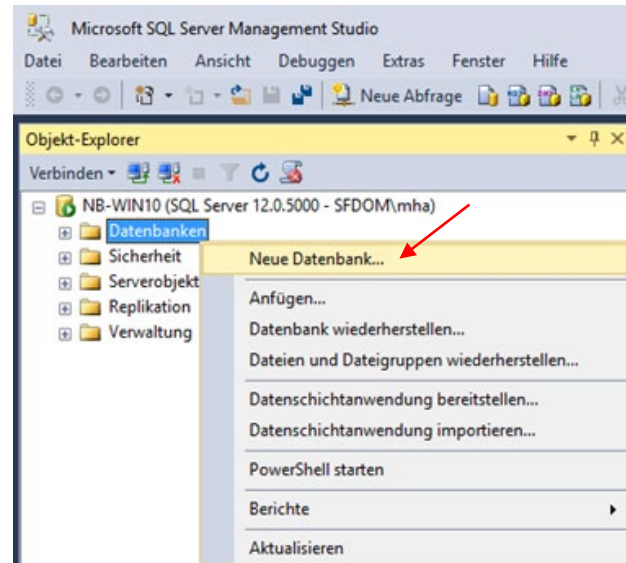 Microsoft SQL Server Management Studio
Datei Bearbeiten Ansicht Debuggen Extras Fenster Hilfe
Neue Abfrage
Objekt-Explorer
Verbinden
NB-WIN10 (SQL Server 12.0.5000 - SFDOM\mha)
Datenbanken
Sicherheit
Serverobjekt
Replikation
Verwaltung
Neue Datenbank...
Anfügen...
Datenbank wiederherstellen...
Dateien und Dateigruppen wiederherstellen...
Datenschichtanwendung bereitstellen...
Datenschichtanwendung importieren...
PowerShell starten
Berichte
Aktualisieren